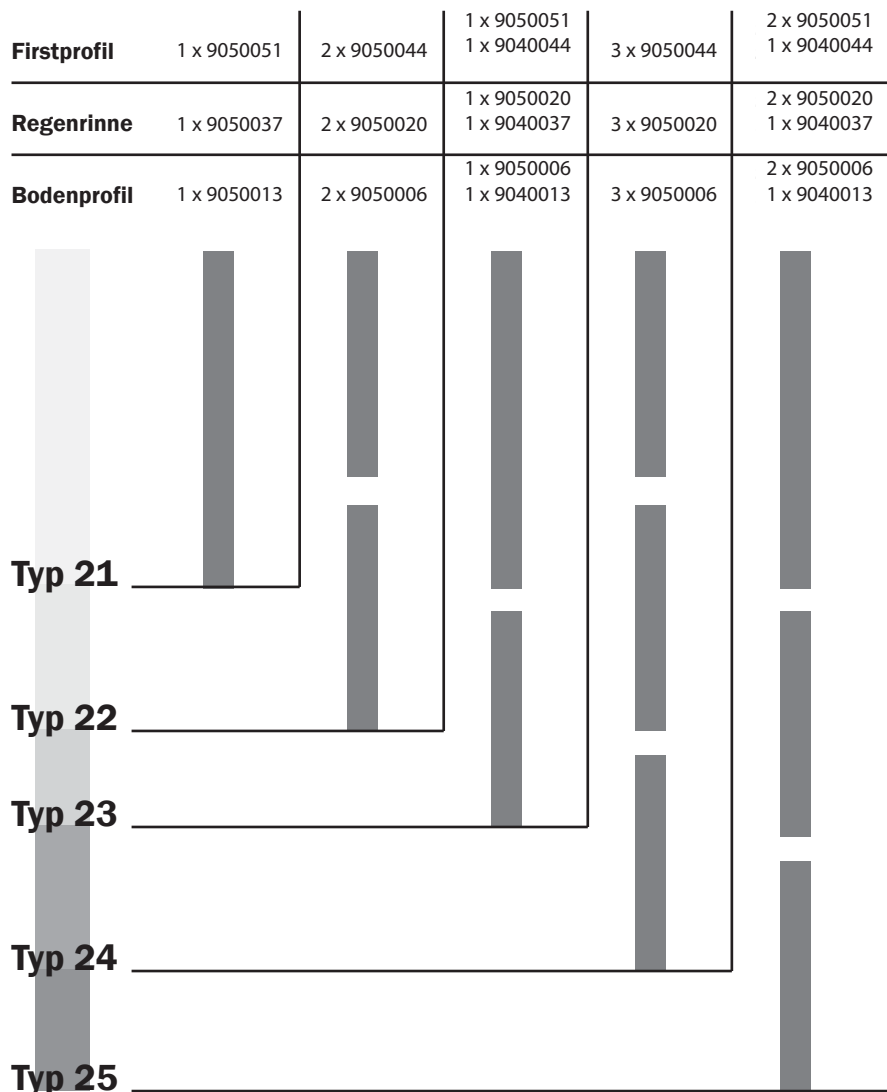 1 x 9050051 2 x 9050051
Firstprofil 1 x 9050051 2 x 9050044 1 x 9040044 3 x 9050044 1 x 9040044
1 x 9050020 2 x 9050020
Regenrinne 1 x 9050037 2 x 9050020 1 x 9040037 3 x 9050020 1 x 9040037
1 x 9050006 2 x 9050006
Bodenprofil 1 x 9050013 2 x 9050006 1 x 9040013 3 x 9050006 1 x 9040013
Typ 21
Typ 22
Typ 23
Typ 24
Typ 25